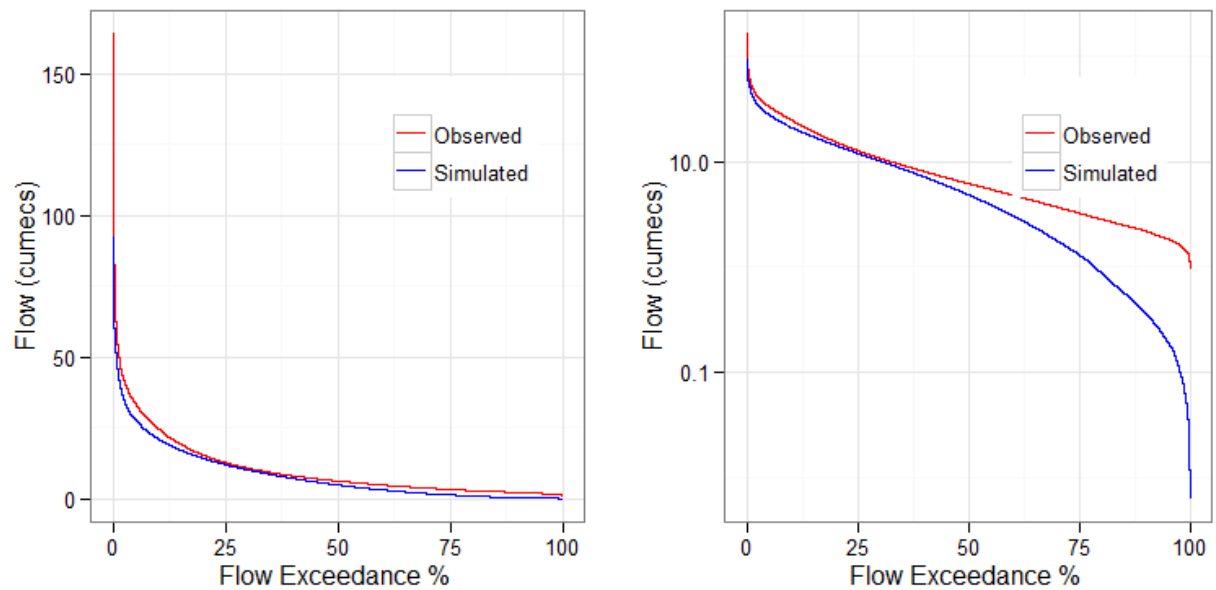 150
100
50
0
Flow (cumecs)
Observed
Simulated
0 25 50 75 100
Flow Exceedance %
10.0
0.1
Flow (cumecs)
Observed
Simulated
0 25 50 75 100
Flow Exceedance %